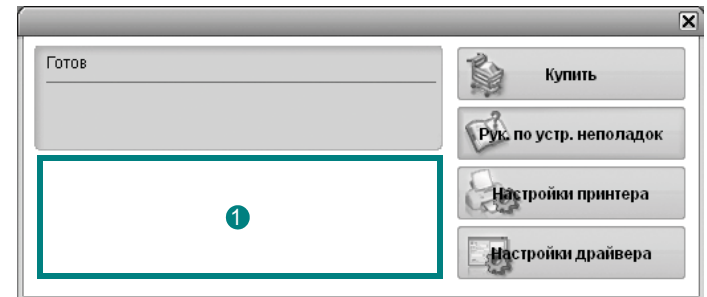 Готов
Купить
Рук. по устр. неполадок
1
Настройки принтера
Настройки драйвера